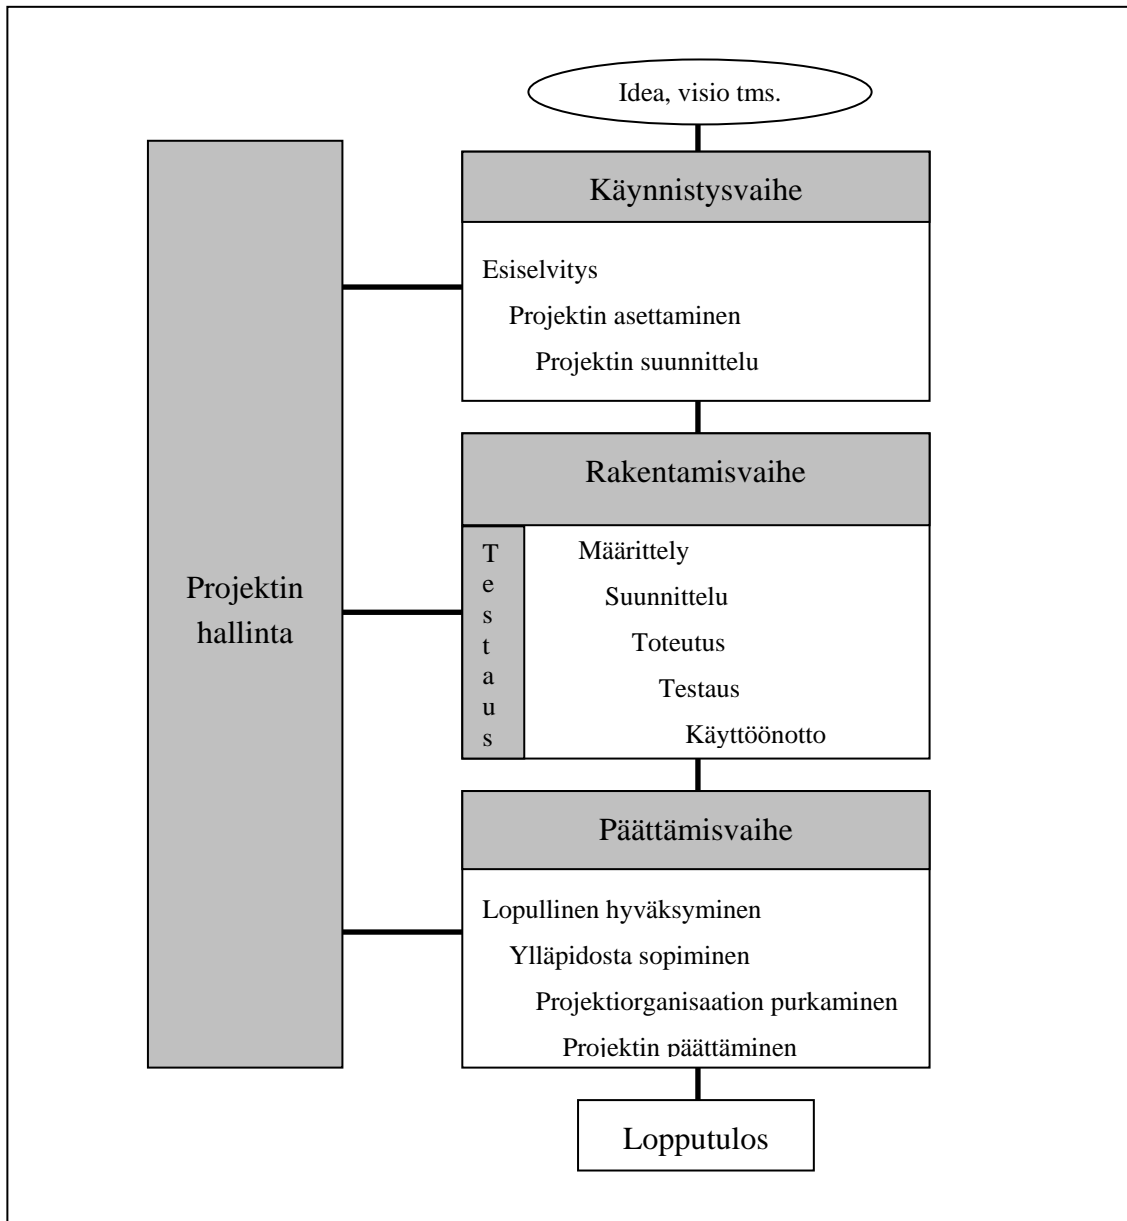 Idea, visio tms.
Käynnistysvaihe
Esiselvitys
Projektin asettaminen
Projektin suunnittelu
Projektin
hallinta
Rakentamisvaihe
T
e
s
t
a
u
s
Määrittely
Suunnittelu
Toteutus
Testaus
Käyttöönotto
Päättämisvaihe
Lopullinen hyväksyminen
Ylläpidosta sopiminen
Projektiorganisaation purkaminen
Projektin päättäminen
Lopputulos